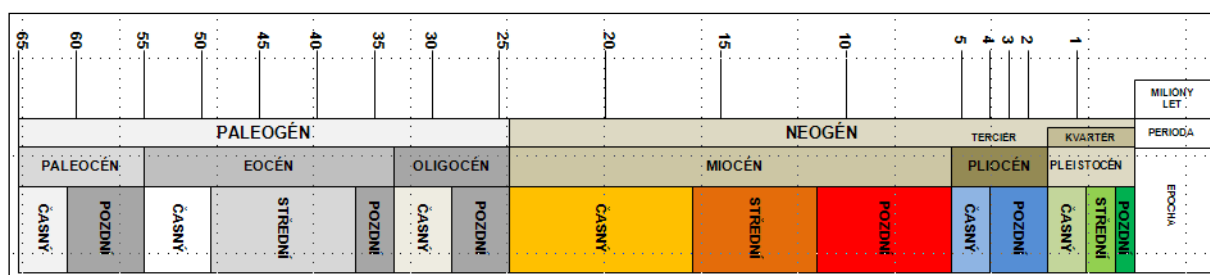 65 60 55 50 45 40 35 30 25 20 15 10 5 4 3 2 1
MILIÓNY
LET
PALEOGÉN NEOGÉN TERCIÉR KVARTÉR PERIODA
PALEOCÉN EOCÉN OLIGOCÉN MIOCÉN PLIOCÉN PLEISTOCÉN
ČASNÝ POZDNÍ ČASNÝ STŘEDNÍ POZDNÍ ČASNÝ POZDNÍ ČASNÝ STŘEDNÍ POZDNÍ ČASNÝ POZDNÍ ČASNÝ STŘEDNÍ POZDNÍ EPOCHA